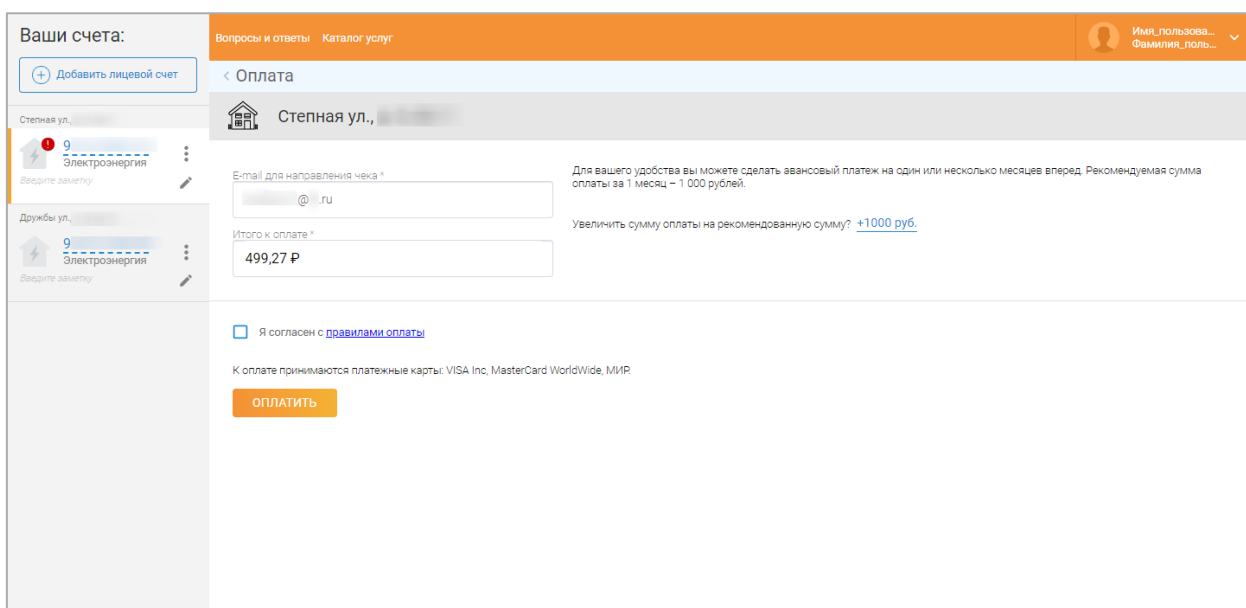 Ваши счета:
Добавить лицевой счет
Степная ул.,
9
Электроэнергия
Введите заметку
Дружбы ул.,
9
Электроэнергия
Введите заметку
Вопросы и ответы Каталог услуг
Имя_пользова...
Фамилия_поль...
< Оплата
Степная ул.,
E-mail для направления чека *
@ .ru
Итого к оплате *
499,27 ₽
Для вашего удобства вы можете сделать авансовый платеж на один или несколько месяцев вперед. Рекомендуемая сумма
оплаты за 1 месяц – 1 000 рублей.
Увеличить сумму оплаты на рекомендованную сумму? +1000 руб.
Я согласен с правилами оплаты
К оплате принимаются платежные карты: VISA Inc, MasterCard WorldWide, МИР.
ОПЛАТИТЬ